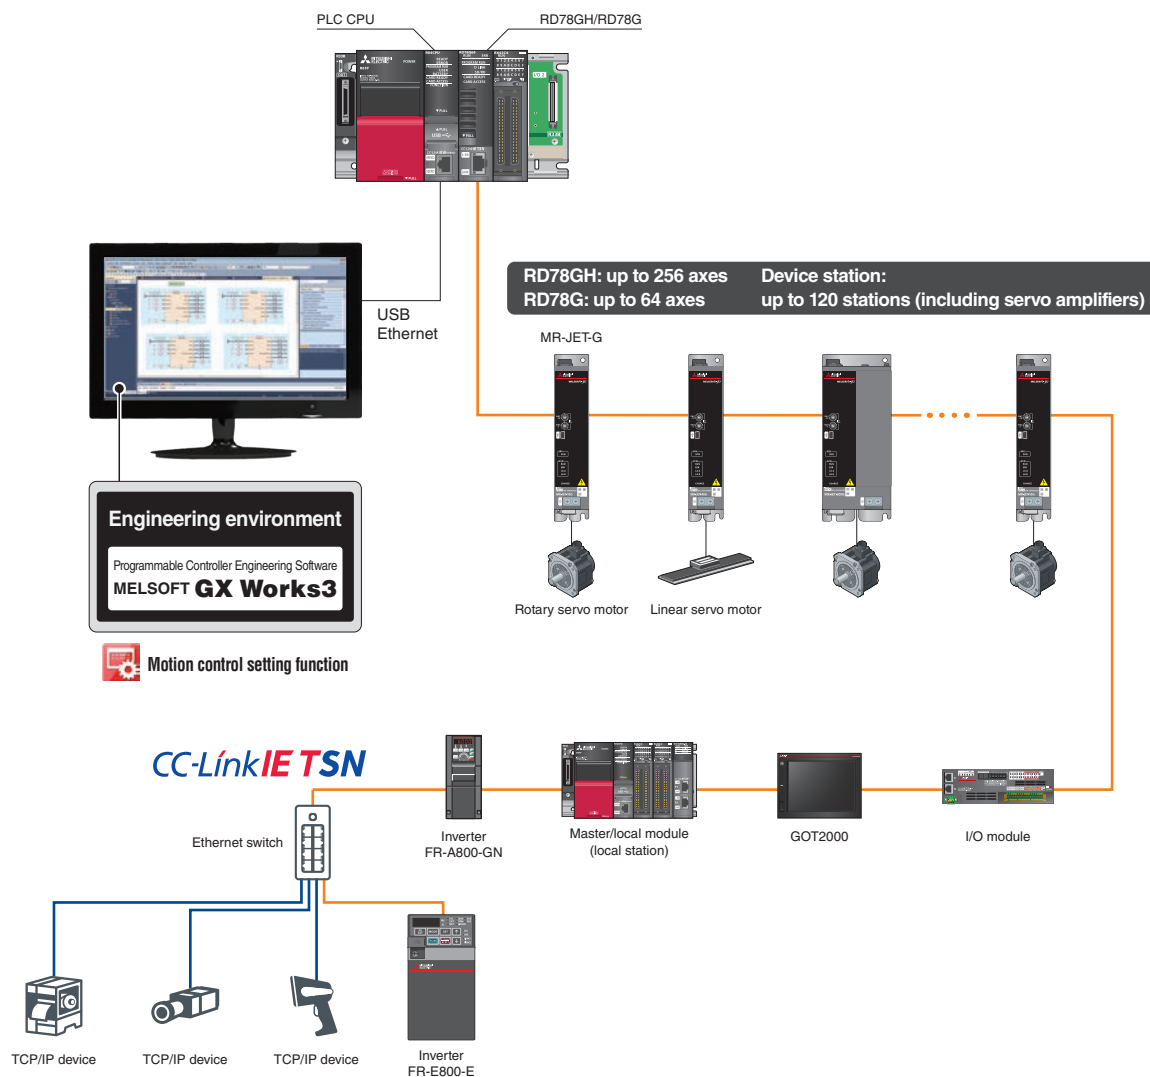 PLC CPU
RD78GH/RD78G
MITSUBISHI
ELECTRIC
POWER
USB
Ethernet
RD78GH: up to 256 axes
Device station:
RD78G: up to 64 axes
up to 120 stations (including servo amplifiers)
MR-JET-G
Engineering environment
Programmable Controller Engineering Software
MELSOFT GX Works3
Rotary servo motor
Linear servo motor
Motion control setting function
CC-Link IE TSN
Ethernet switch
Inverter
FR-A800-GN
Master/local module
(local station)
GOT2000
I/O module
TCP/IP device
TCP/IP device
TCP/IP device
Inverter
FR-E800-E